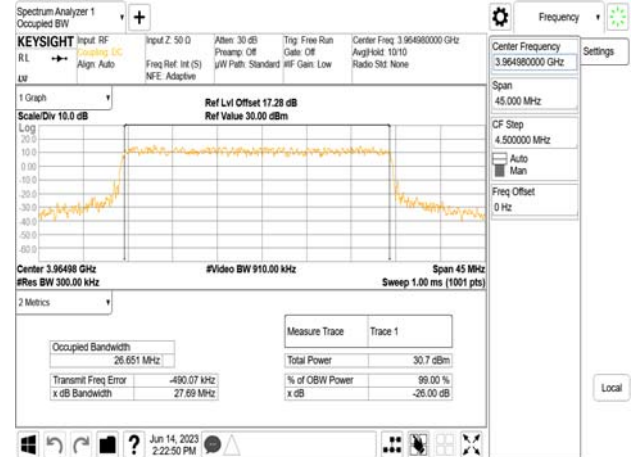 Spectrum Analyzer 1
Occupied BW
Frequency
KEYSIGHT
Input: RF
Coupling: DC
Align: Auto
Input Z: 50 Ω
Freq Ref: Int (S)
NFE: Adaptive
Atten: 30 dB
Preamp: Off
µW Path: Standard
Trig: Free Run
Gate: Off
#IF Gain: Low
Center Freq: 3.964980000 GHz
Avg|Hold: 10/10
Radio Std: None
RL
Center Frequency
3.964980000 GHz
Settings
Span
45.000 MHz
CF Step
4.500000 MHz
Auto
Man
Freq Offset
0 Hz
Local
1 Graph
Scale/Div 10.0 dB
Ref Lvl Offset 17.28 dB
Ref Value 30.00 dBm
Log
20.0
10.0
0.00
-10.0
-20.0
-30.0
-40.0
-50.0
-60.0
Center 3.96498 GHz
#Res BW 300.00 kHz
#Video BW 910.00 kHz
Span 45 MHz
Sweep 1.00 ms (1001 pts)
2 Metrics
Measure Trace Trace 1
Occupied Bandwidth
26.651 MHz
Total Power 30.7 dBm
Transmit Freq Error -490.07 kHz
% of OBW Power 99.00 %
x dB Bandwidth 27.69 MHz
x dB -26.00 dB
Jun 14, 2023
2:22:50 PM